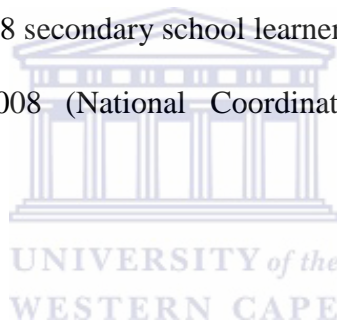 8 secondary school learner
008 (National Coordinat
UNIVERSITY of the
WESTERN CAPE